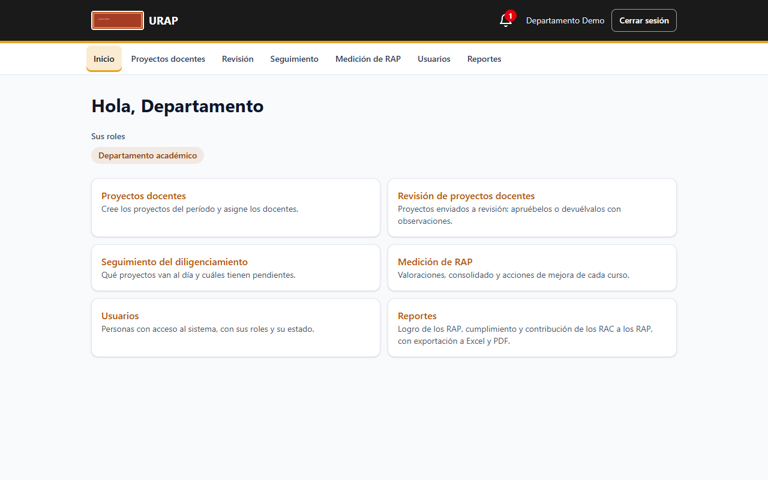 URAP
1
Departamento Demo
Cerrar sesión
Inicio
Proyectos docentes
Revisión
Seguimiento
Medición de RAP
Usuarios
Reportes
Hola, Departamento
Sus roles
Departamento académico
Proyectos docentes
Cree los proyectos del período y asigne los docentes.
Revisión de proyectos docentes
Proyectos enviados a revisión: apruébelos o devuélvalos con
observaciones.
Seguimiento del diligenciamiento
Qué proyectos van al día y cuáles tienen pendientes.
Medición de RAP
Valoraciones, consolidado y acciones de mejora de cada curso.
Usuarios
Personas con acceso al sistema, con sus roles y su estado.
Reportes
Logro de los RAP, cumplimiento y contribución de los RAC a los RAP,
con exportación a Excel y PDF.